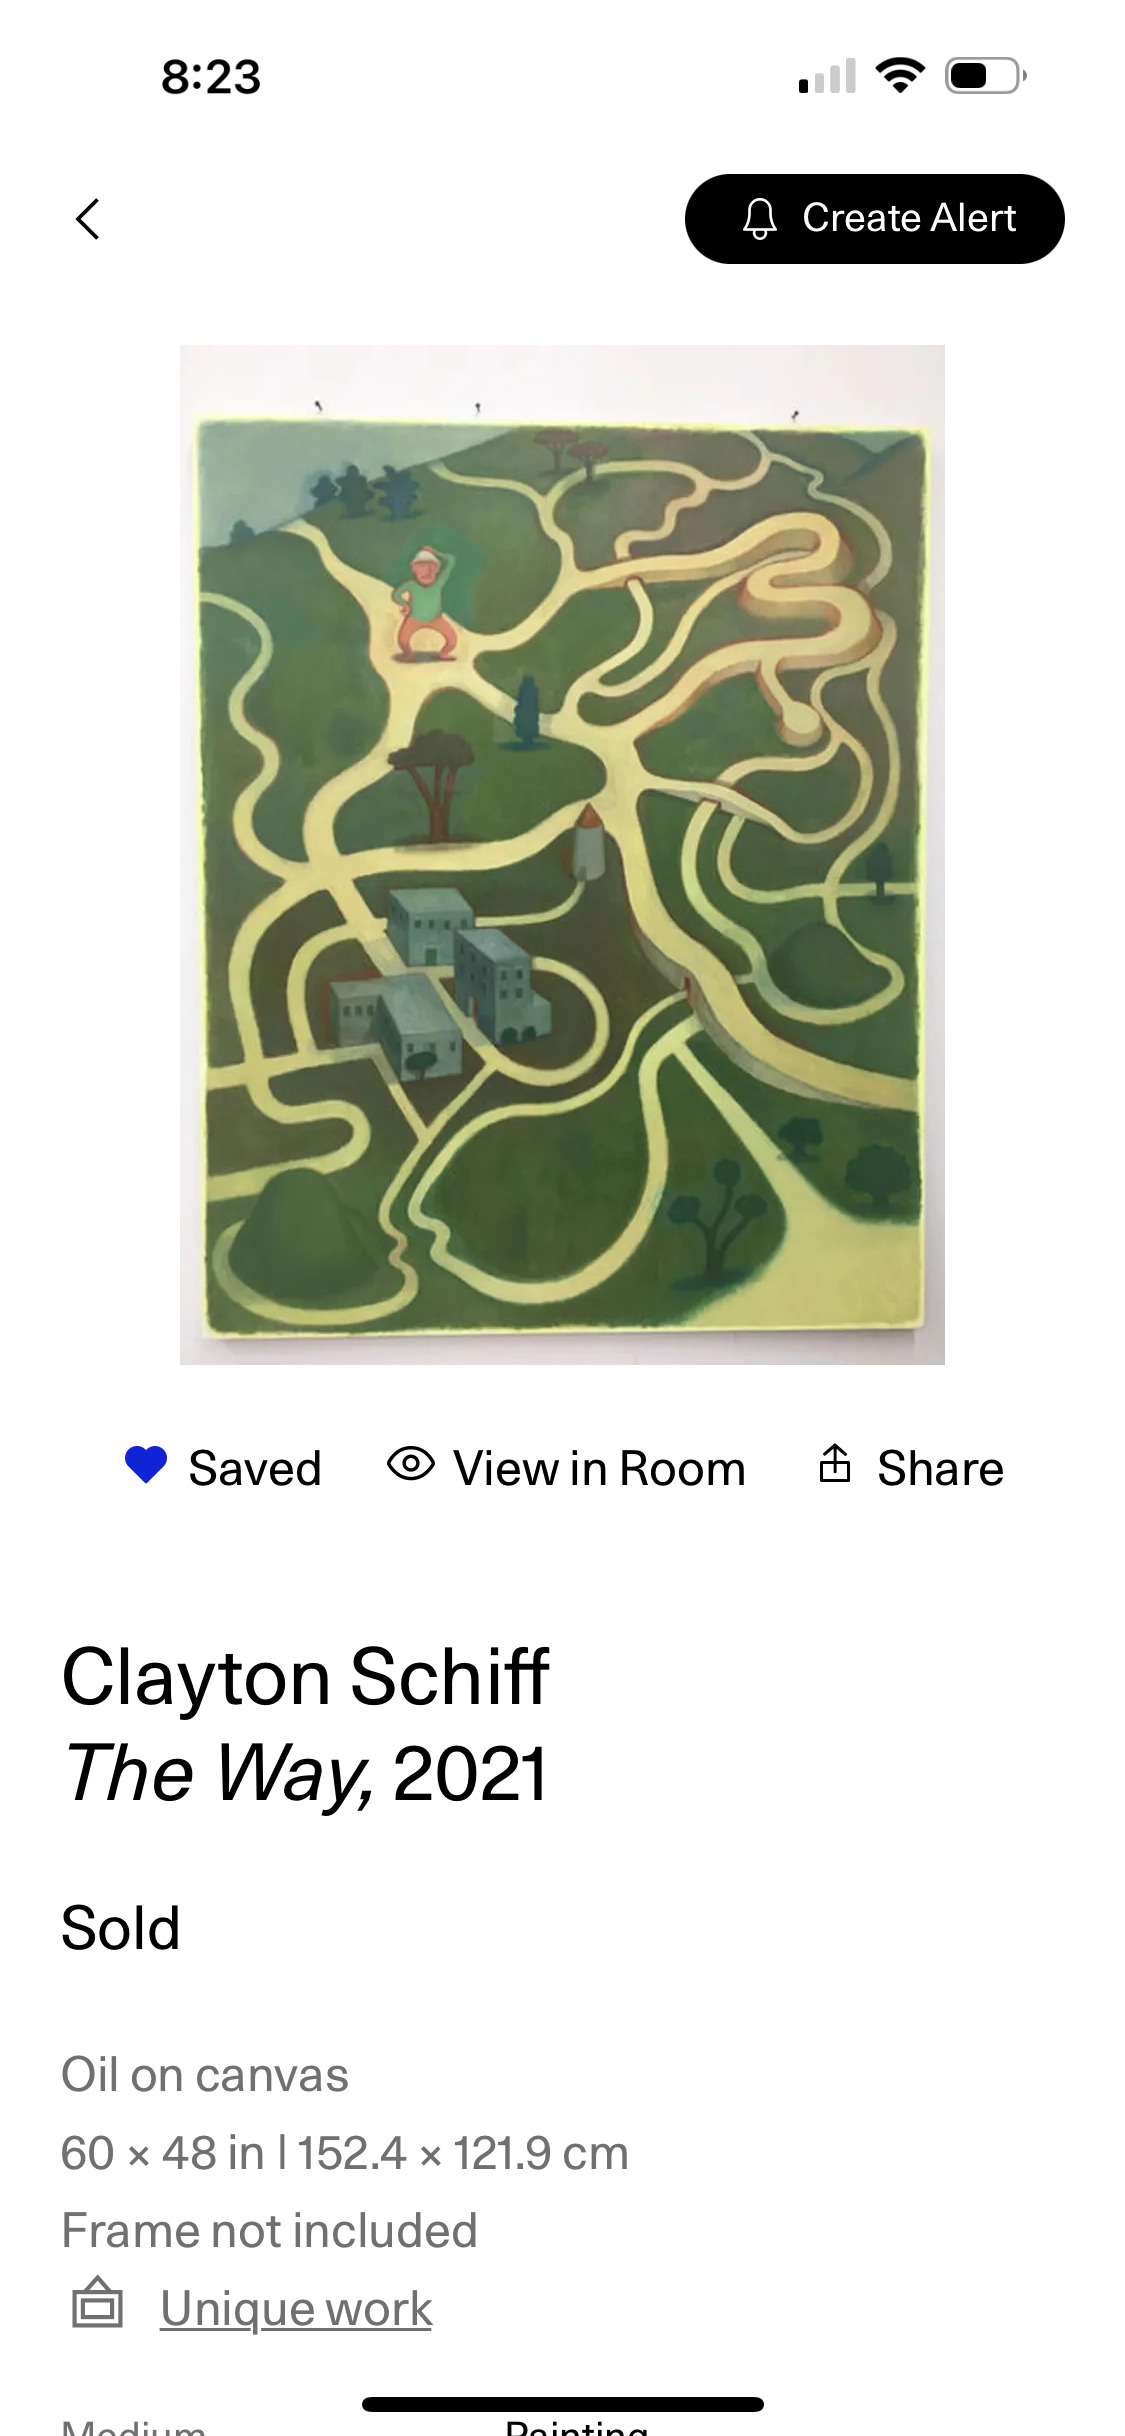 8:23
Create Alert
Saved View in Room Share
Clayton Schiff
The Way, 2021
Sold
Oil on canvas
60 × 48 in | 152.4 × 121.9 cm
Frame not included
Unique work
Medium Painting